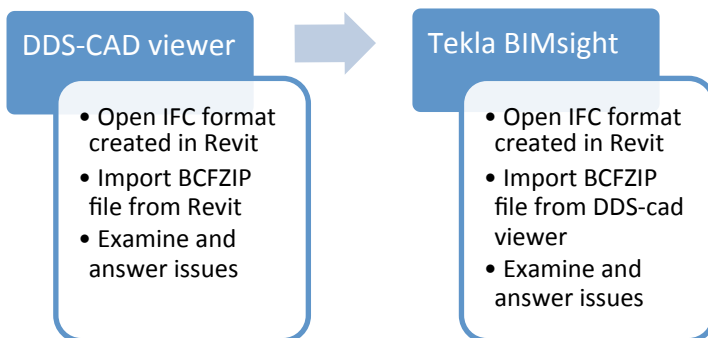 DDS-CAD viewer
• Open IFC format
created in Revit
• Import BCFZIP
file from Revit
• Examine and
answer issues
Tekla BIMsight
• Open IFC format
created in Revit
• Import BCFZIP
file from DDS-cad
viewer
• Examine and
answer issues